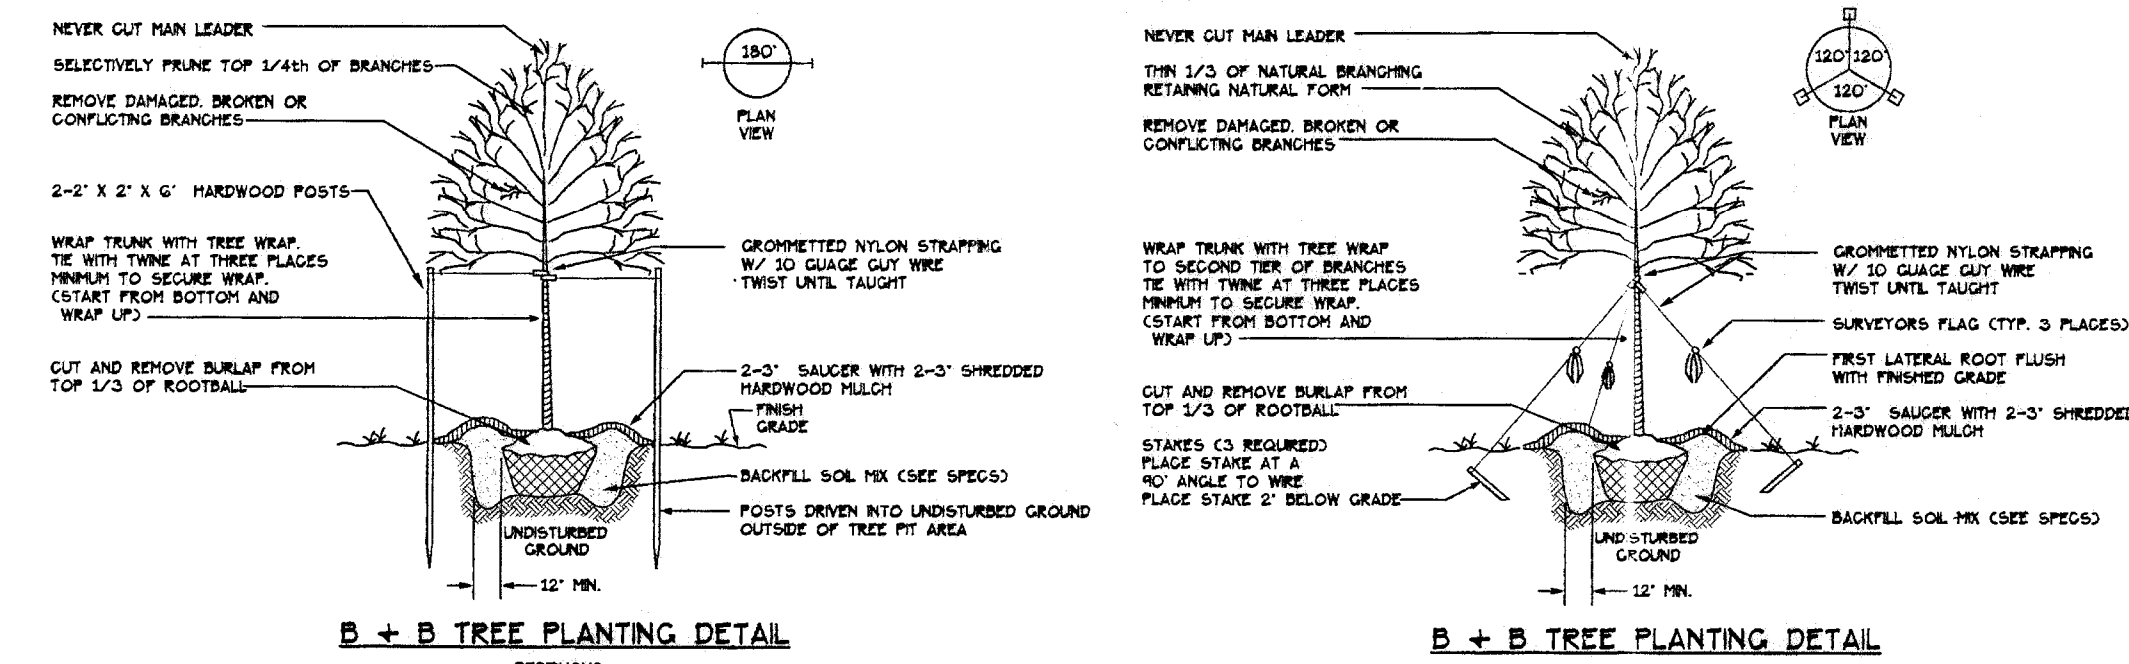 NEVER CUT MAIN LEADER
SELECTIVELY PRUNE TOP 1/4th OF BRANCHES
REMOVE DAMAGED, BROKEN OR
CONFLICTING BRANCHES
2-2" X 2" X 6' HARDWOOD POSTS
WRAP TRUNK WITH TREE WRAP.
TIE WITH TWINE AT THREE PLACES
MINIMUM TO SECURE WRAP.
(START FROM BOTTOM AND
WRAP UP)
CUT AND REMOVE BURLAP FROM
TOP 1/3 OF ROOTBALL
180°
PLAN
VIEW
GROMMETTED NYLON STRAPPING
W/ 10 GUAGE GUY WIRE
TWIST UNTIL TAUGHT
2-3" SAUCER WITH 2-3" SHREDDED
HARDWOOD MULCH
FINISH
GRADE
BACKFILL SOIL MIX (SEE SPECS)
POSTS DRIVEN INTO UNDISTURBED GROUND
OUTSIDE OF TREE PIT AREA
UNDISTURBED
GROUND
12" MIN.
B + B TREE PLANTING DETAIL
NEVER CUT MAIN LEADER
THIN 1/3 OF NATURAL BRANCHING
RETAINING NATURAL FORM
REMOVE DAMAGED, BROKEN OR
CONFLICTING BRANCHES
WRAP TRUNK WITH TREE WRAP
TO SECOND TIER OF BRANCHES
TIE WITH TWINE AT THREE PLACES
MINIMUM TO SECURE WRAP.
(START FROM BOTTOM AND
WRAP UP)
CUT AND REMOVE BURLAP FROM
TOP 1/3 OF ROOTBALL
STAKES (3 REQUIRED)
PLACE STAKE AT A
90° ANGLE TO WIRE
PLACE STAKE 2" BELOW GRADE
120° 120°
120°
PLAN
VIEW
GROMMETTED NYLON STRAPPING
W/ 10 GUAGE GUY WIRE
TWIST UNTIL TAUGHT
SURVEYORS FLAG (TYP. 3 PLACES)
FIRST LATERAL ROOT FLUSH
WITH FINISHED GRADE
2-3" SAUCER WITH 2-3" SHREDDED
HARDWOOD MULCH
BACKFILL SOIL MIX (SEE SPECS)
UNDISTURBED
GROUND
12" MIN.
B + B TREE PLANTING DETAIL